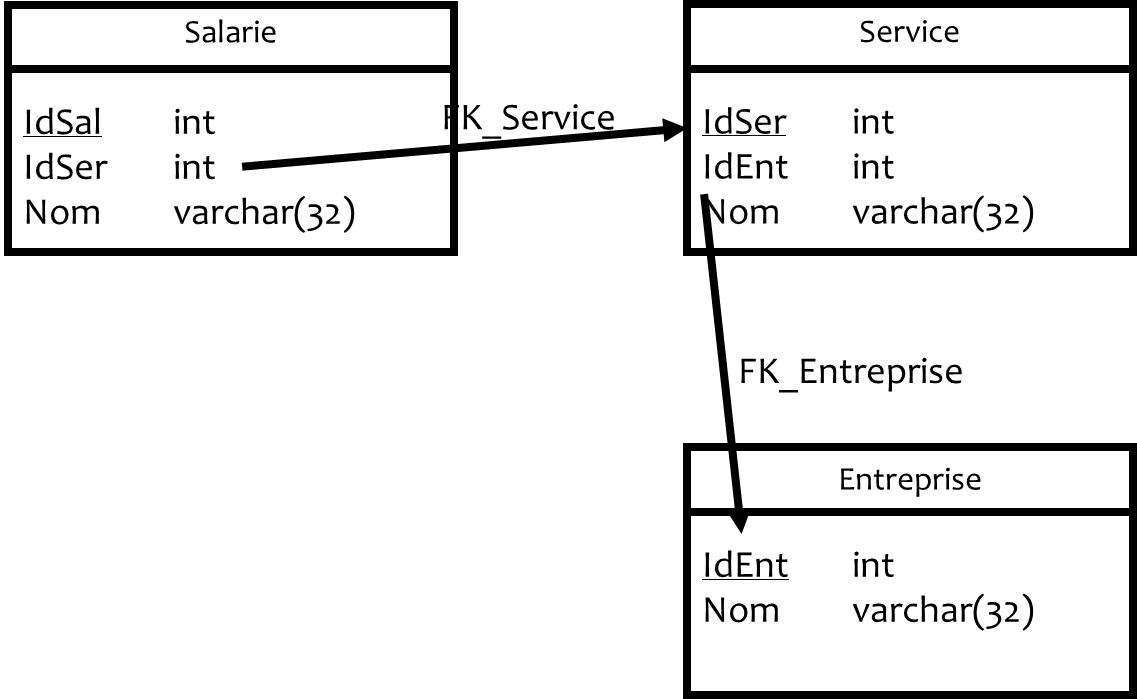 Salarie
IdSal int
IdSer int
Nom varchar(32)
FK_Service
Service
IdSer int
IdEnt int
Nom varchar(32)
FK_Entreprise
Entreprise
IdEnt int
Nom varchar(32)